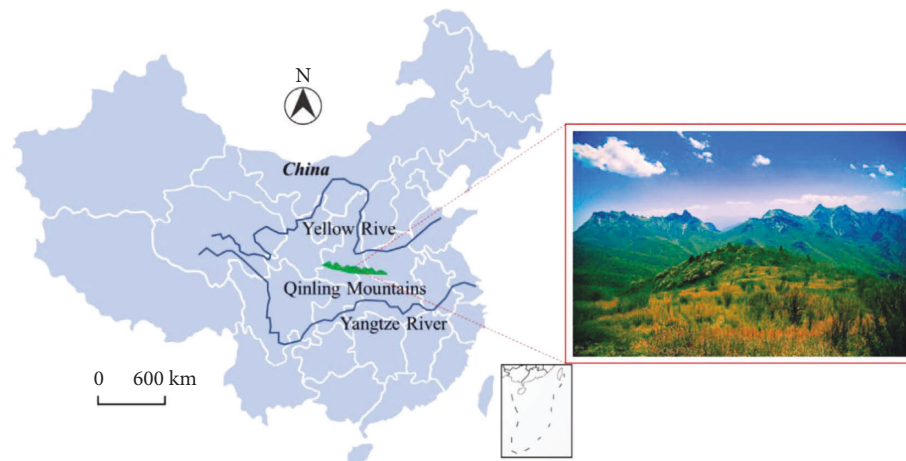 N
China
Yellow Rive
Qinling Mountains
Yangtze River
0 600 km